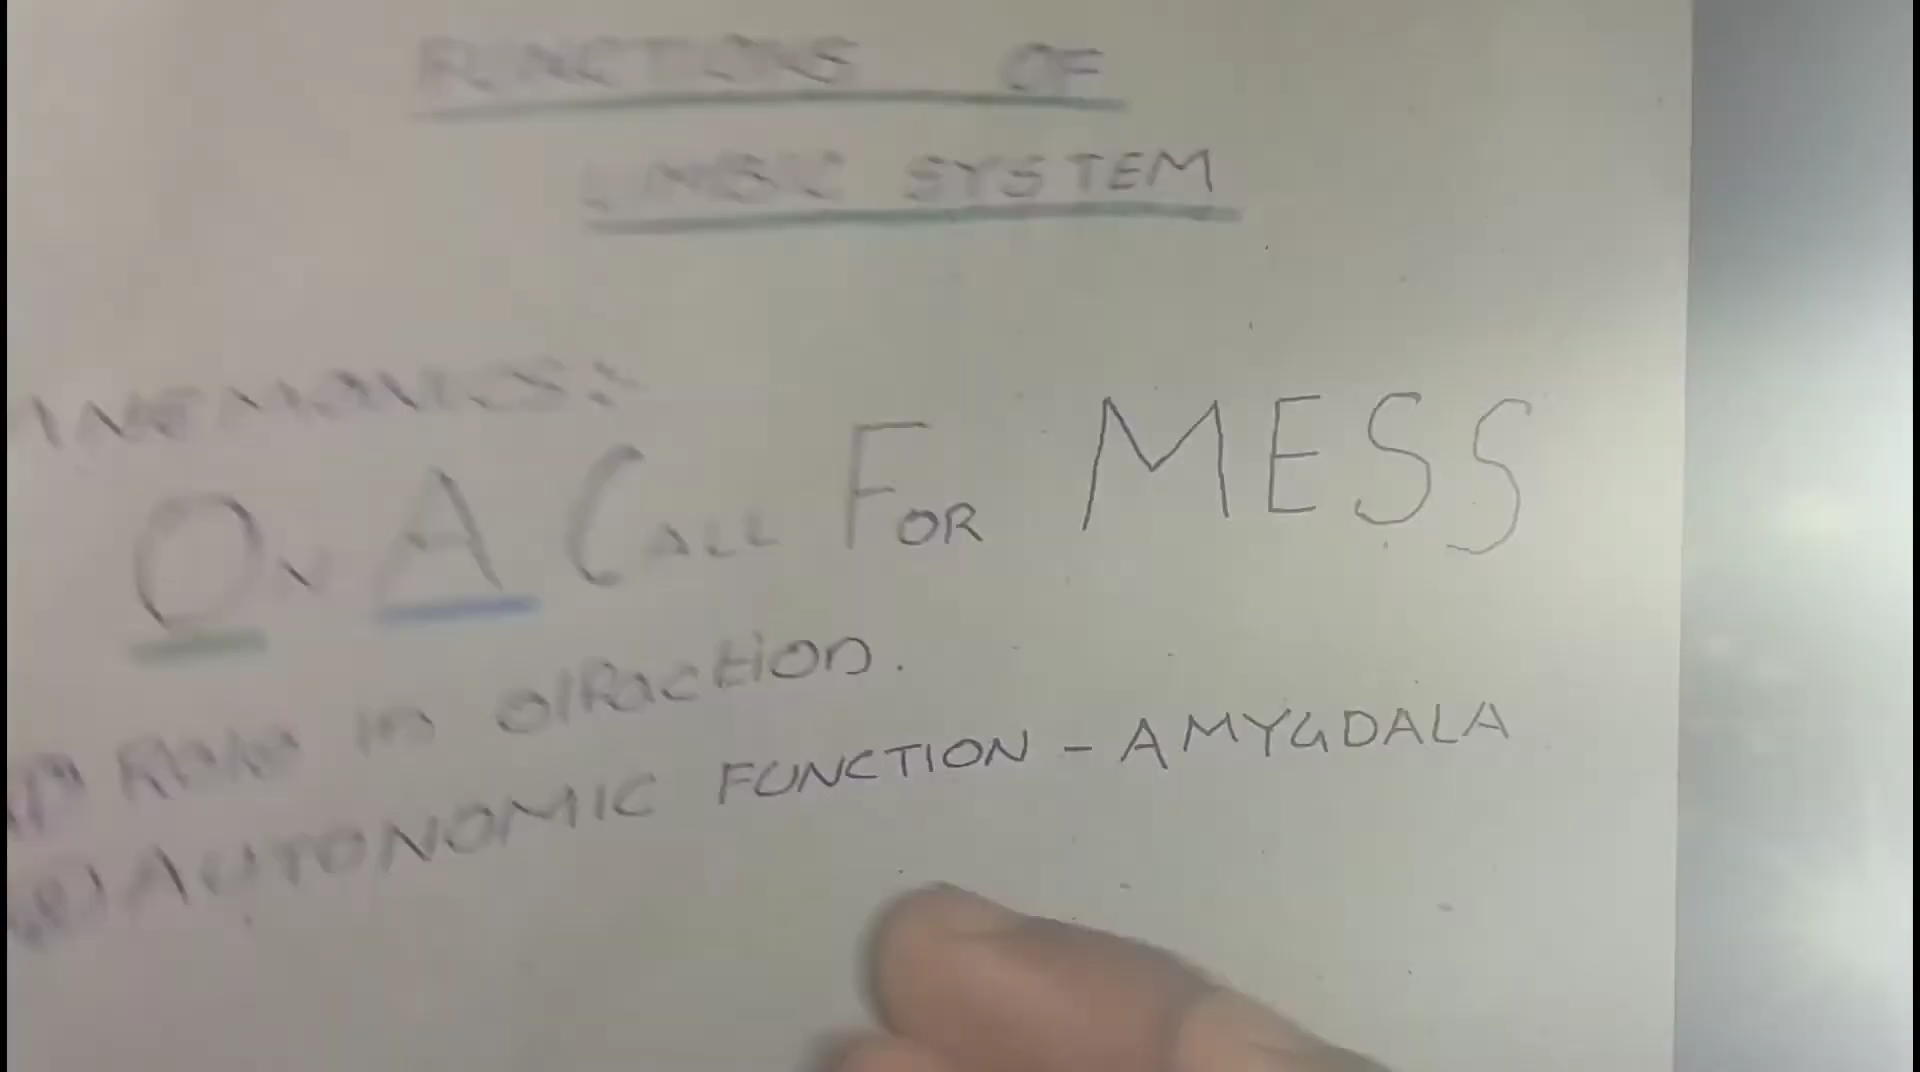 FUNCTIONS OF
LIMBIC SYSTEM
MNEMONICS:
ON A CALL FOR MESS
Role in olfaction.
AUTONOMIC FUNCTION - AMYGDALA